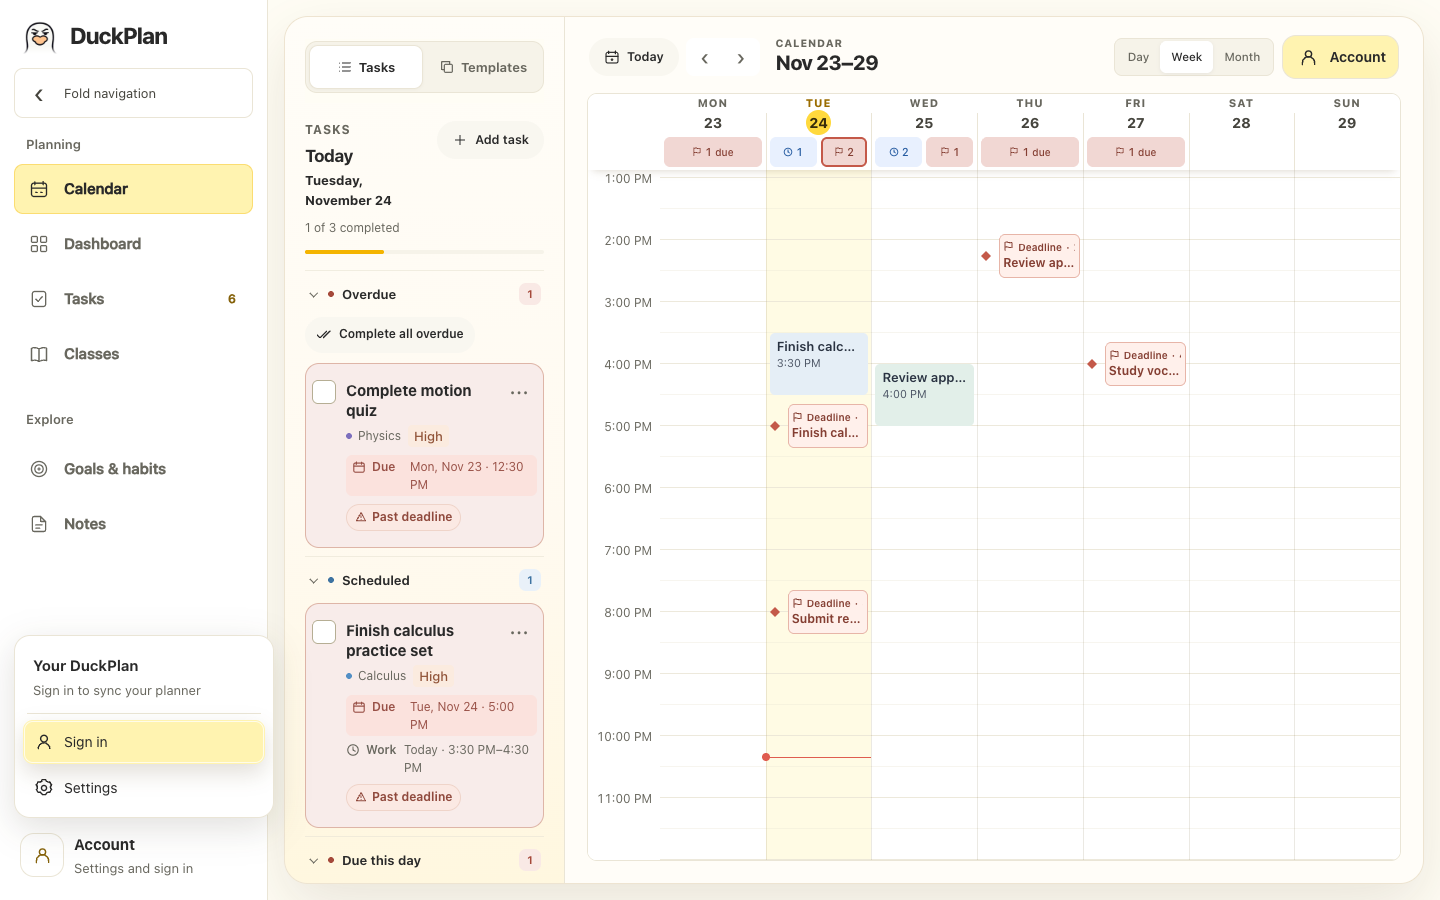 DuckPlan
Fold navigation
Planning
Calendar
Dashboard
Tasks 6
Classes
Explore
Goals & habits
Notes
Your DuckPlan
Sign in to sync your planner
Sign in
Settings
Account
Settings and sign in
Tasks
Templates
TASKS
Today
Tuesday,
November 24
Add task
1 of 3 completed
Overdue 1
Complete all overdue
Complete motion
quiz
Physics High
Due Mon, Nov 23 · 12:30
PM
Past deadline
Scheduled 1
Finish calculus
practice set
Calculus High
Due Tue, Nov 24 · 5:00
PM
Work Today · 3:30 PM–4:30
PM
Past deadline
Due this day 1
Today
CALENDAR
Nov 23–29
Day Week Month
Account
MON TUE WED THU FRI SAT SUN
23 24 25 26 27 28 29
1 due 1 2 2 1 1 due 1 due
1:00 PM
2:00 PM
Deadline ·
Review ap...
3:00 PM
Finish calc...
3:30 PM
4:00 PM
Review app...
4:00 PM
Deadline ·
Study voc...
5:00 PM
Deadline ·
Finish cal...
6:00 PM
7:00 PM
8:00 PM
Deadline ·
Submit re...
9:00 PM
10:00 PM
11:00 PM